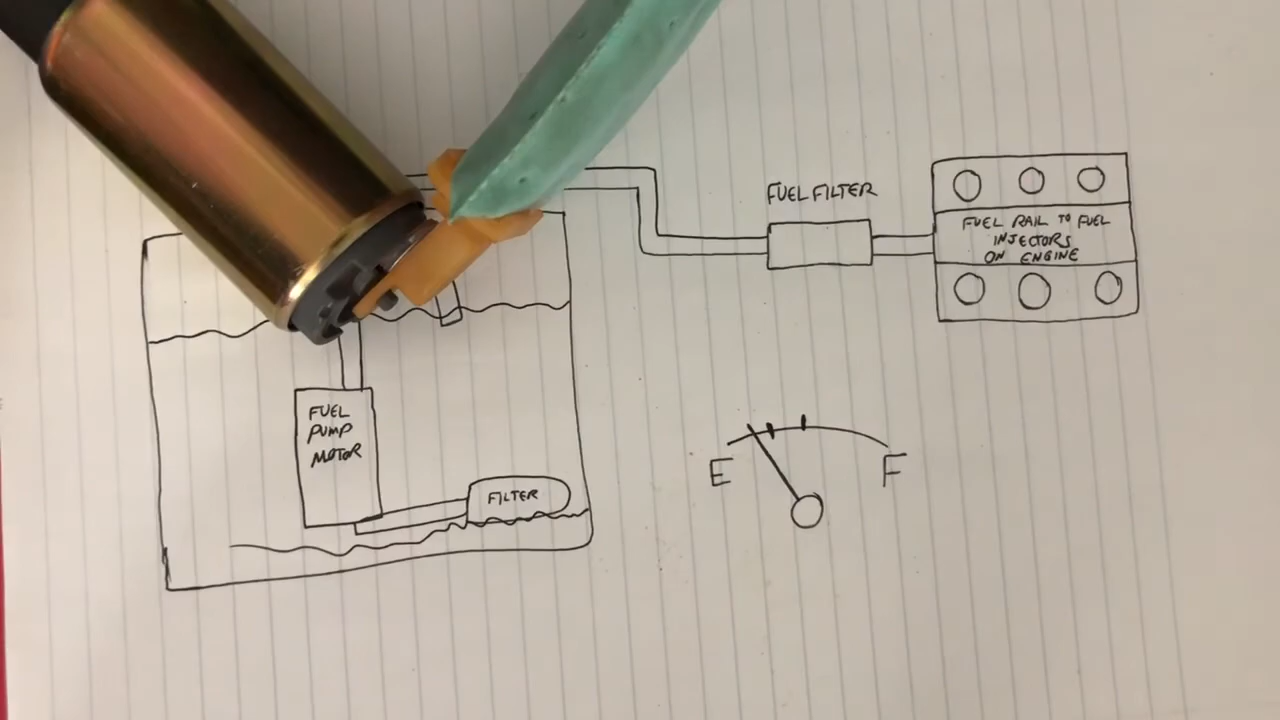 FUEL FILTER
FUEL RAIL TO FUEL
INJECTORS
ON ENGINE
FUEL
PUMP
MOTOR
FILTER
E
F